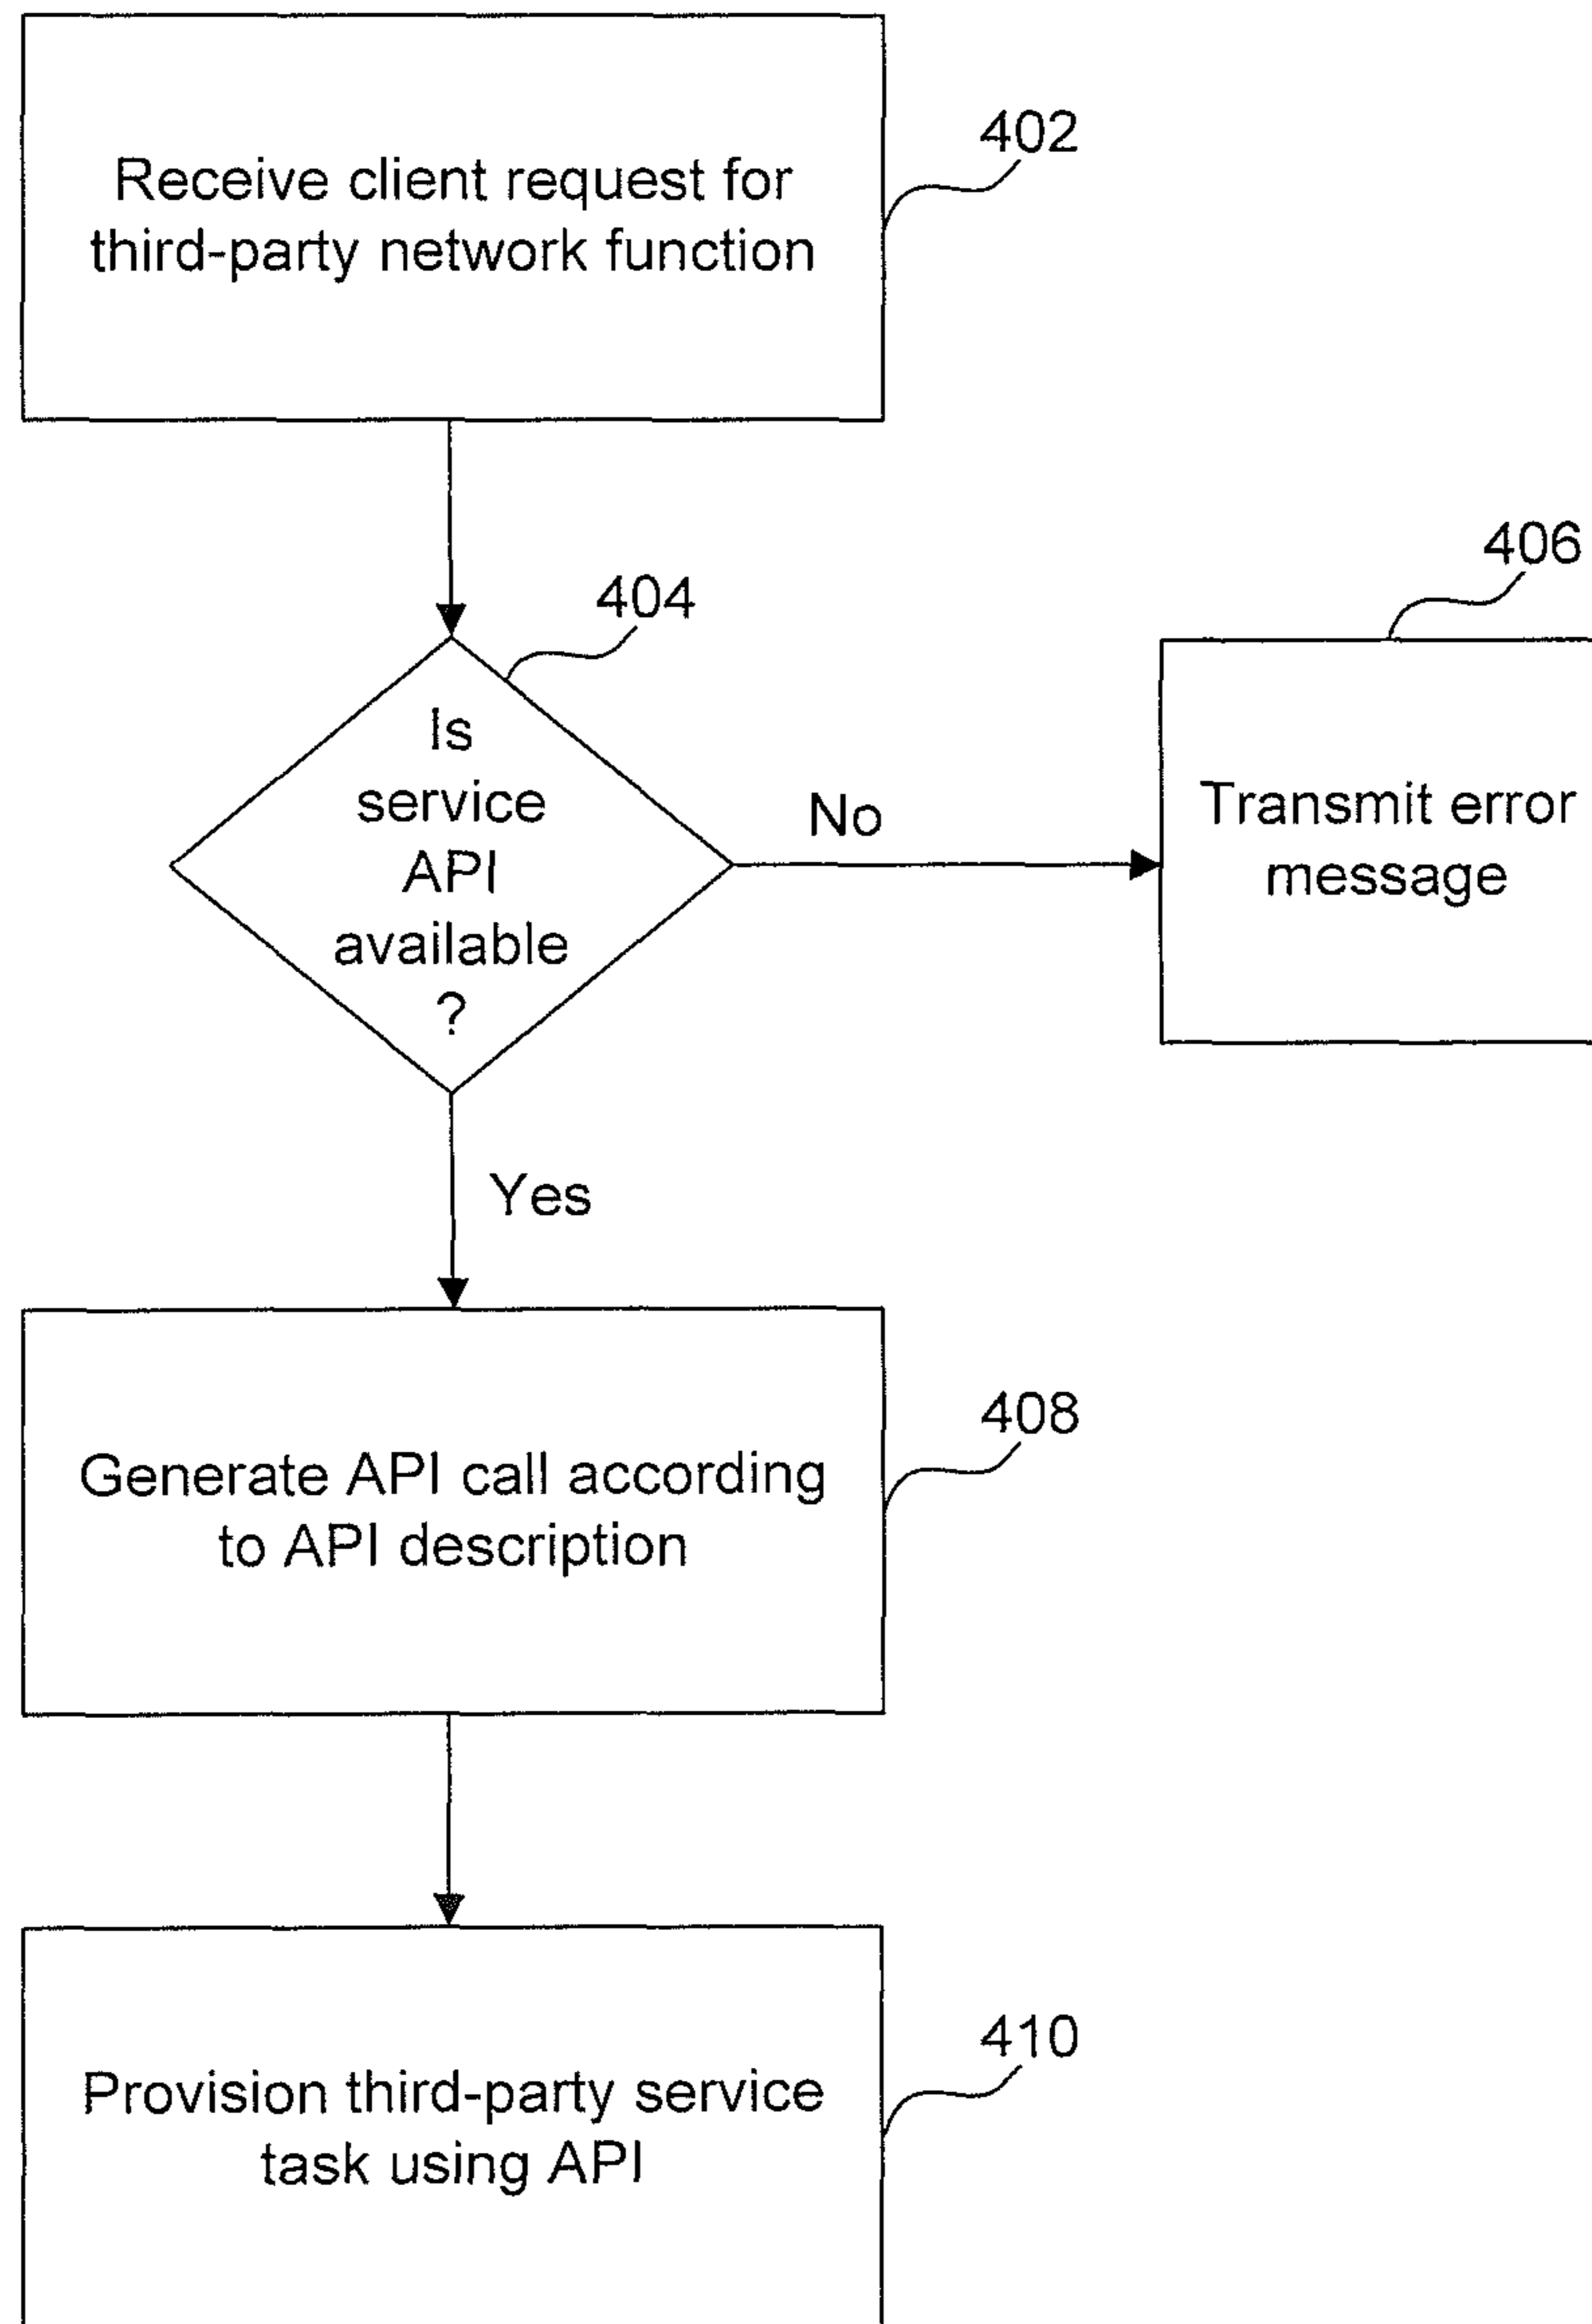 Receive client request for
third-party network function
402
404
Is
service
API
available
?
No
406
Transmit error
message
Yes
Generate API call according
to API description
408
Provision third-party service
task using API
410